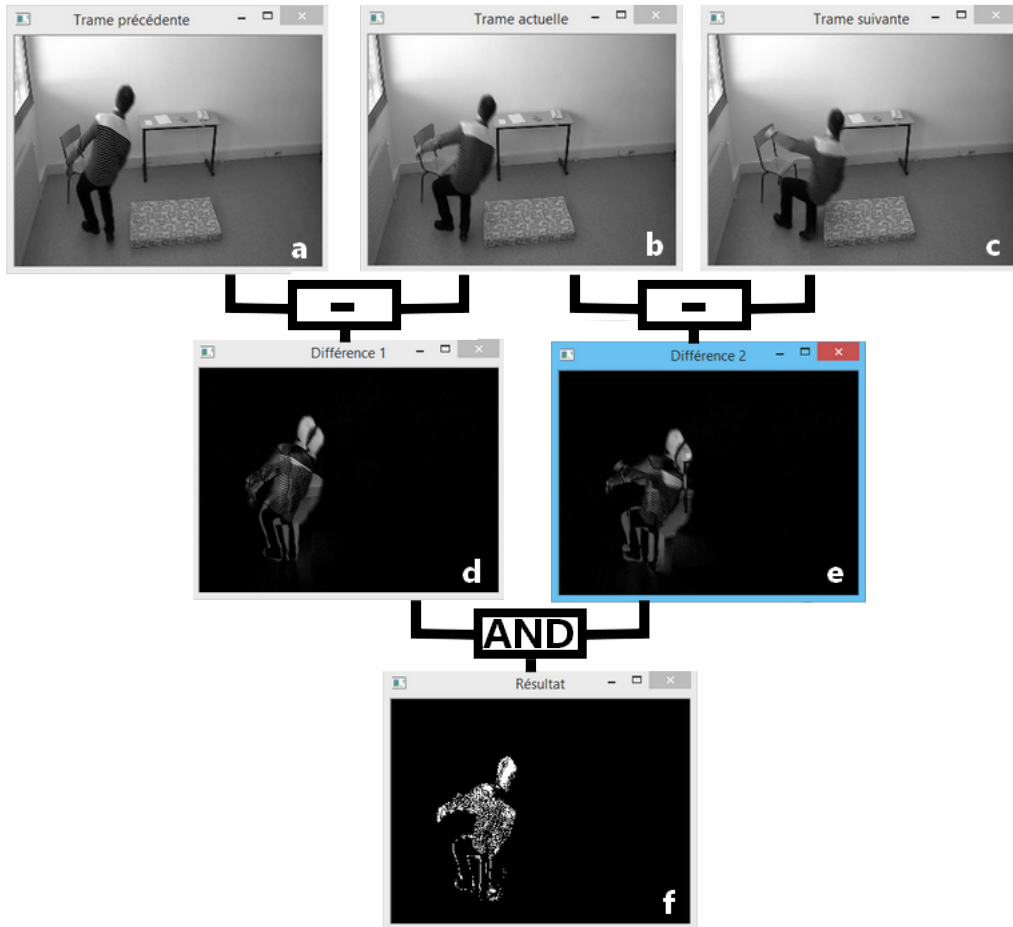 Trame précédente
Trame actuelle
Trame suivante
a
b
c
-
-
Différence 1
Différence 2
d
e
AND
Résultat
f